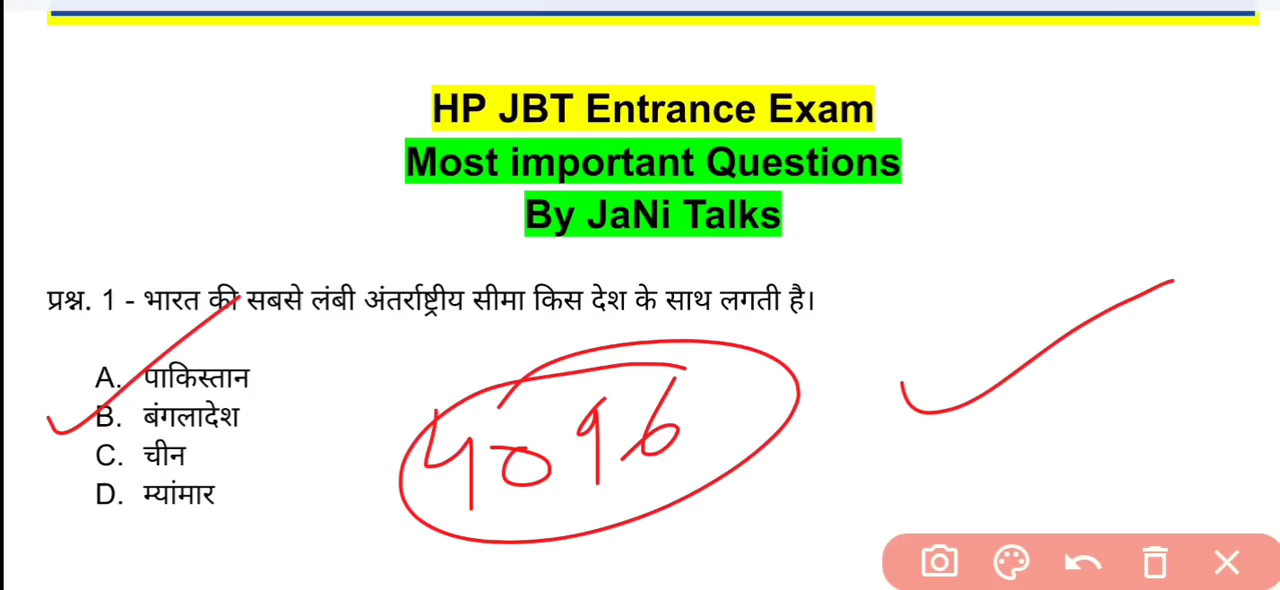 HP JBT Entrance Exam
Most important Questions
By JaNi Talks
प्रश्न. 1 - भारत की सबसे लंबी अंतर्राष्ट्रीय सीमा किस देश के साथ लगती है।
A. पाकिस्तान
B. बंगलादेश
C. चीन
D. म्यांमार
4096